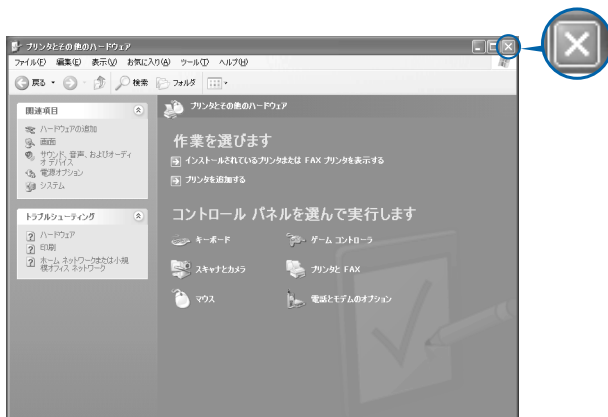 プリンタとその他のハードウェア
ファイル(F) 編集(E) 表示(V) お気に入り(A) ツール(T) ヘルプ(H)
戻る 検索 フォルダ
プリンタとその他のハードウェア
関連項目
ハードウェアの追加
画面
サウンド、音声、およびオーディ
オ デバイス
電源オプション
システム
トラブルシューティング
ハードウェア
印刷
ホーム ネットワークまたは小規
模オフィス ネットワーク
作業を選びます
インストールされているプリンタまたは FAX プリンタを表示する
プリンタを追加する
コントロール パネルを選んで実行します
キーボード ゲーム コントローラ
スキャナとカメラ プリンタと FAX
マウス 電話とモデムのオプション